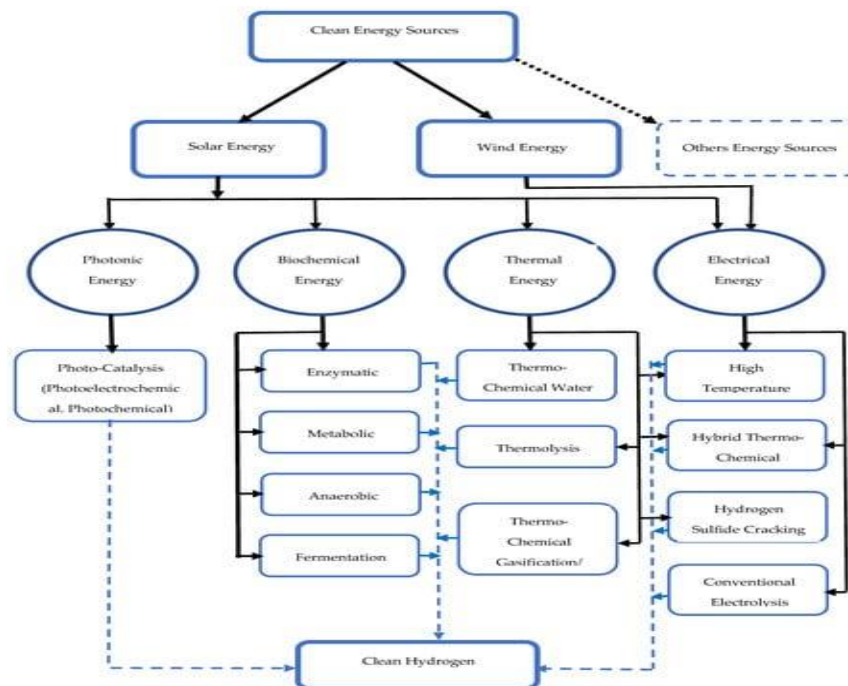 Clean Energy Sources
Solar Energy
Wind Energy
Others Energy Sources
Photonic
Energy
Biochemical
Energy
Thermal
Energy
Electrical
Energy
Photo-Catalysis
(Photoelectrochemic
al, Photochemical)
Enzymatic
Metabolic
Anaerobic
Fermentation
Thermo-
Chemical Water
Thermolysis
Thermo-
Chemical
Gasification/
High
Temperature
Hybrid Thermo-
Chemical
Hydrogen
Sulfide Cracking
Conventional
Electrolysis
Clean Hydrogen